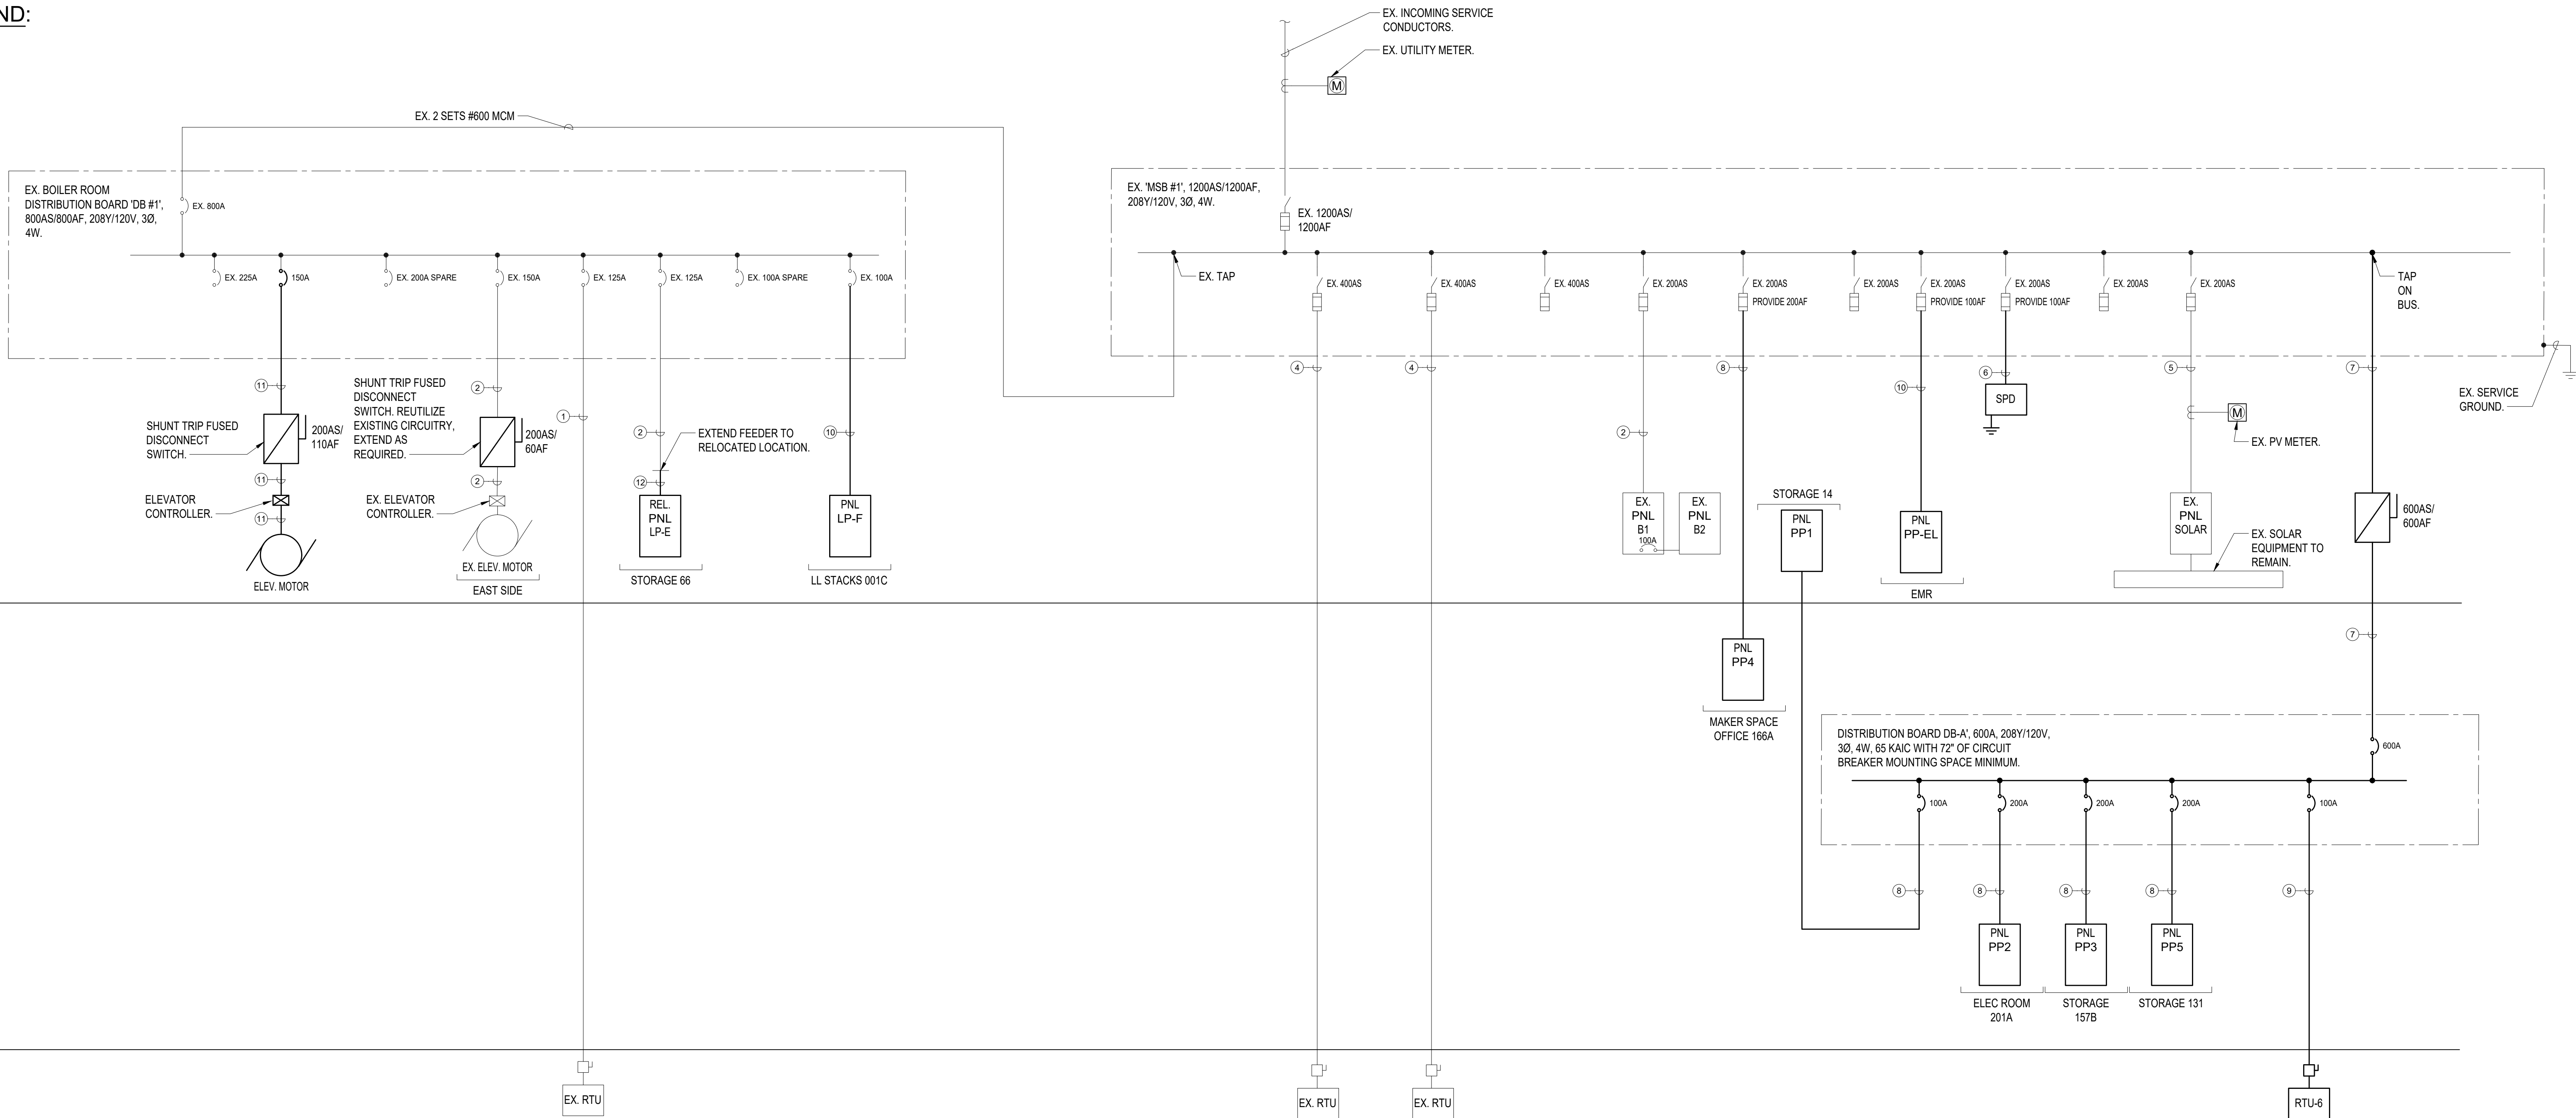 ND:
EX. INCOMING SERVICE
CONDUCTORS.
EX. UTILITY METER.
M
EX. 2 SETS #600 MCM
EX. BOILER ROOM
DISTRIBUTION BOARD 'DB #1',
800AS/800AF, 208Y/120V, 3Ø,
4W.
EX. 800A
EX. 225A
150A
EX. 200A SPARE
EX. 150A
EX. 125A
EX. 125A
EX. 100A SPARE
EX. 100A
EX. 'MSB #1', 1200AS/1200AF,
208Y/120V, 3Ø, 4W.
EX. 1200AS/
1200AF
EX. TAP
EX. 400AS
EX. 400AS
EX. 400AS
EX. 200AS
EX. 200AS
PROVIDE 200AF
EX. 200AS
EX. 200AS
PROVIDE 100AF
EX. 200AS
PROVIDE 100AF
EX. 200AS
EX. 200AS
TAP
ON
BUS.
EX. SERVICE
GROUND.
11
SHUNT TRIP FUSED
DISCONNECT
SWITCH.
200AS/
110AF
11
ELEVATOR
CONTROLLER.
11
ELEV. MOTOR
SHUNT TRIP FUSED
DISCONNECT
SWITCH. REUTILIZE
EXISTING CIRCUITRY,
EXTEND AS
REQUIRED.
2
200AS/
60AF
2
EX. ELEVATOR
CONTROLLER.
EX. ELEV. MOTOR
EAST SIDE
1
2
EXTEND FEEDER TO
RELOCATED LOCATION.
12
REL.
PNL
LP-E
STORAGE 66
10
PNL
LP-F
LL STACKS 001C
4
4
2
EX.
PNL
B1
100A
EX.
PNL
B2
8
STORAGE 14
PNL
PP1
10
PNL
PP-EL
EMR
6
SPD
5
M
EX. PV METER.
EX.
PNL
SOLAR
EX. SOLAR
EQUIPMENT TO
REMAIN.
7
600AS/
600AF
7
PNL
PP4
MAKER SPACE
OFFICE 166A
DISTRIBUTION BOARD DB-A', 600A, 208Y/120V,
3Ø, 4W, 65 KAIC WITH 72" OF CIRCUIT
BREAKER MOUNTING SPACE MINIMUM.
600A
100A
200A
200A
200A
100A
8
8
8
8
9
PNL
PP2
PNL
PP3
PNL
PP5
ELEC ROOM
201A
STORAGE
157B
STORAGE 131
EX. RTU
EX. RTU
EX. RTU
RTU-6